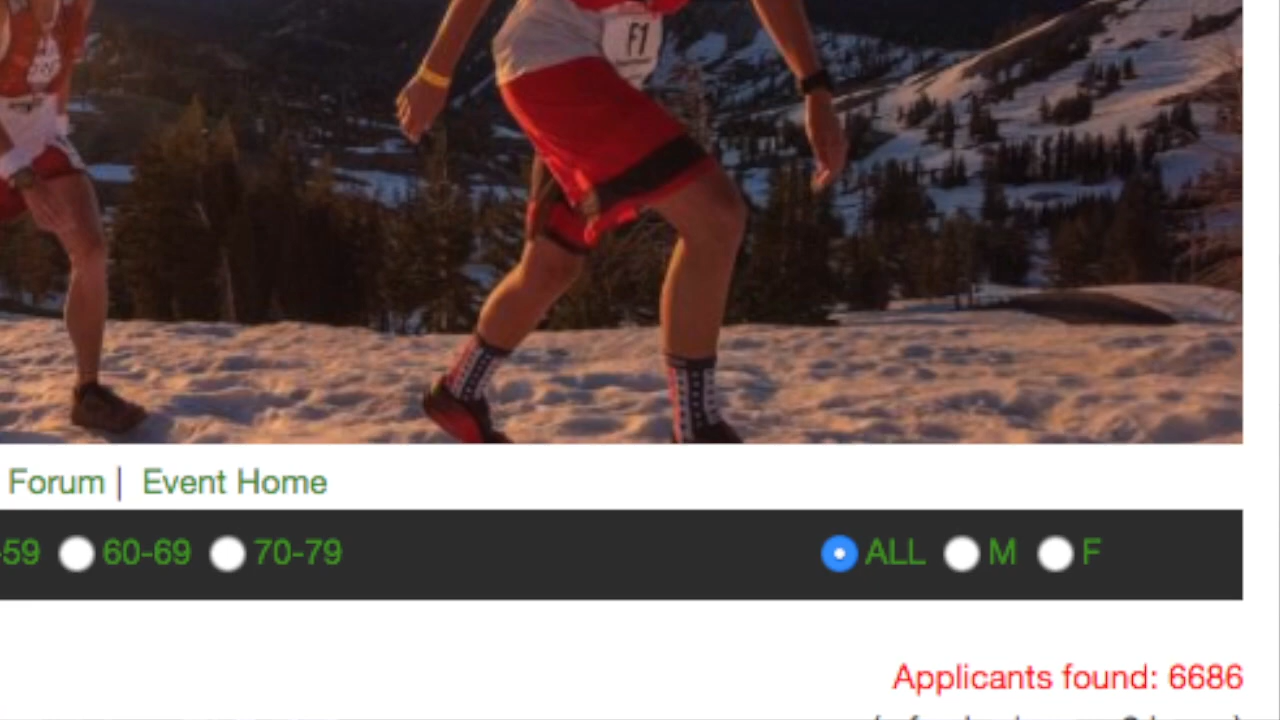 F1
Forum | Event Home
-59 60-69 70-79 ALL M F
Applicants found: 6686